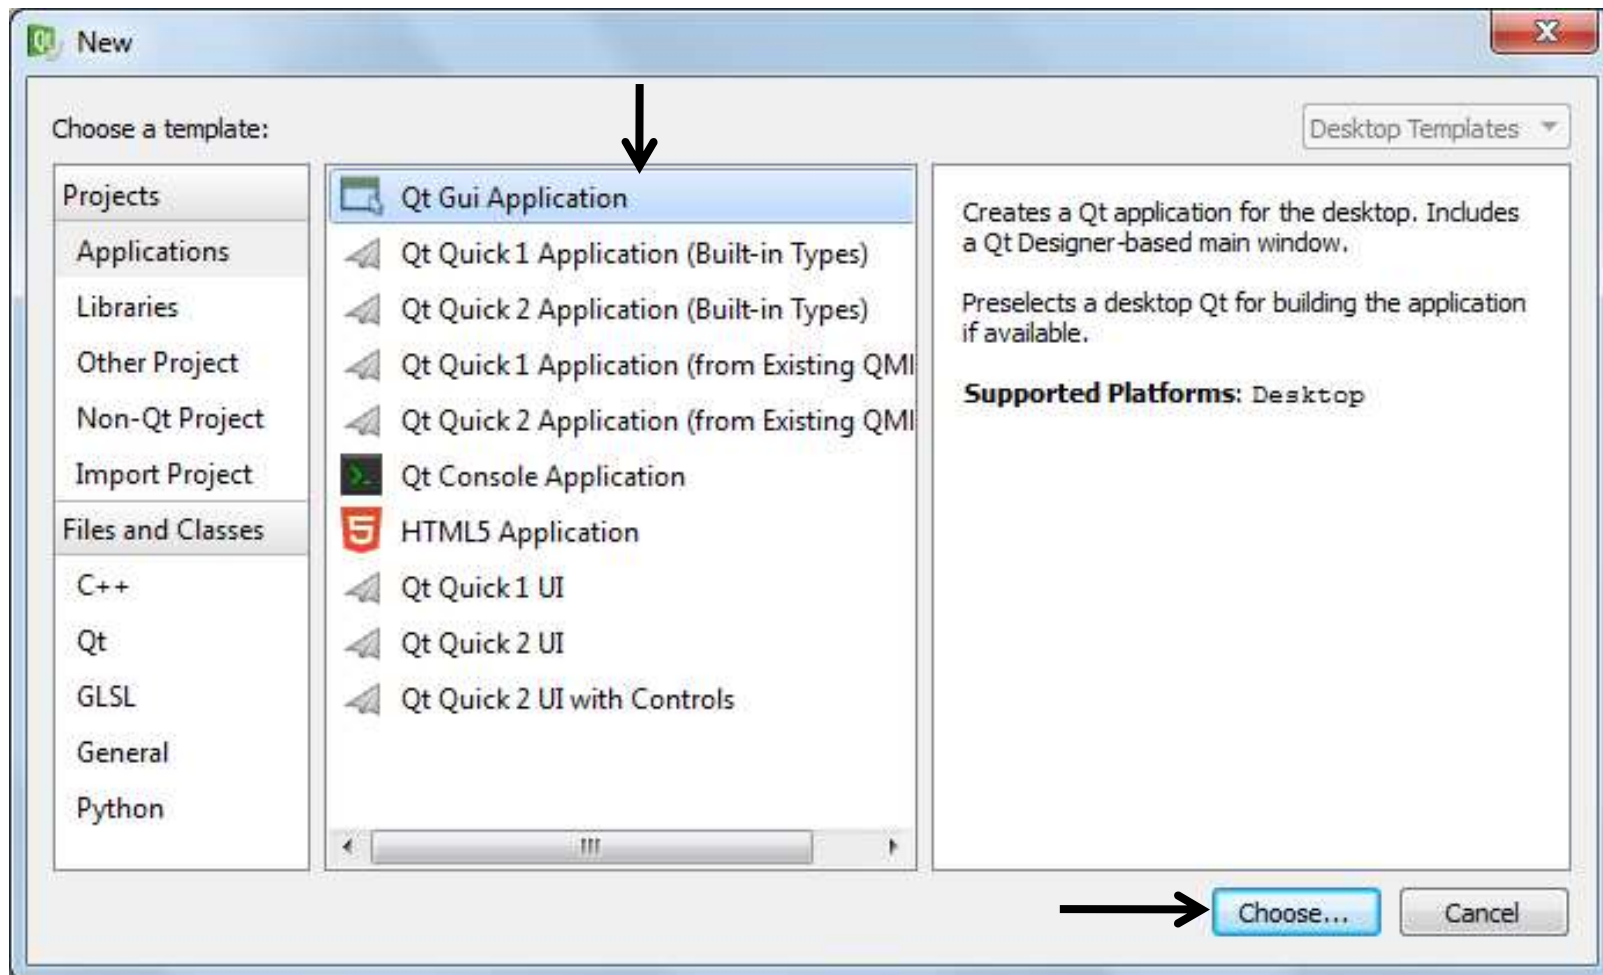 New
Choose a template:
Desktop Templates
Projects
Applications
Libraries
Other Project
Non-Qt Project
Import Project
Files and Classes
C++
Qt
GLSL
General
Python
Qt Gui Application
Qt Quick 1 Application (Built-in Types)
Qt Quick 2 Application (Built-in Types)
Qt Quick 1 Application (from Existing QMl
Qt Quick 2 Application (from Existing QMl
Qt Console Application
HTML5 Application
Qt Quick 1 UI
Qt Quick 2 UI
Qt Quick 2 UI with Controls
Creates a Qt application for the desktop. Includes
a Qt Designer-based main window.
Preselects a desktop Qt for building the application
if available.
Supported Platforms: Desktop
Choose...
Cancel